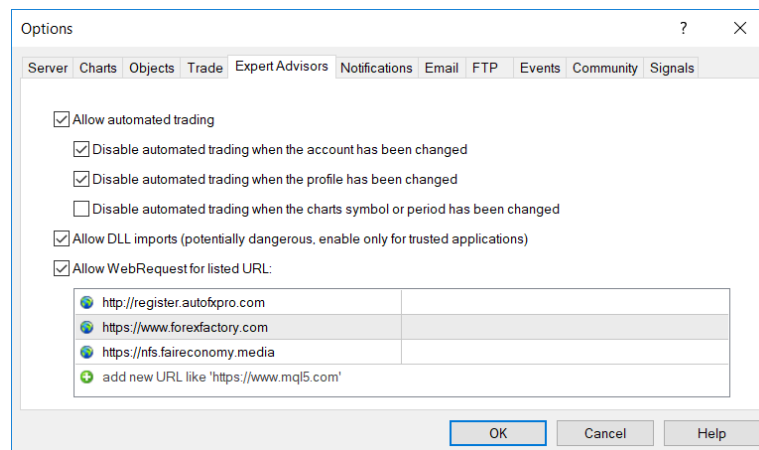 Options
Server Charts Objects Trade Expert Advisors Notifications Email FTP Events Community Signals
Allow automated trading
Disable automated trading when the account has been changed
Disable automated trading when the profile has been changed
Disable automated trading when the charts symbol or period has been changed
Allow DLL imports (potentially dangerous, enable only for trusted applications)
Allow WebRequest for listed URL:
http://register.autofxpro.com
https://www.forexfactory.com
https://nfs.faireconomy.media
add new URL like 'https://www.mql5.com'
OK Cancel Help